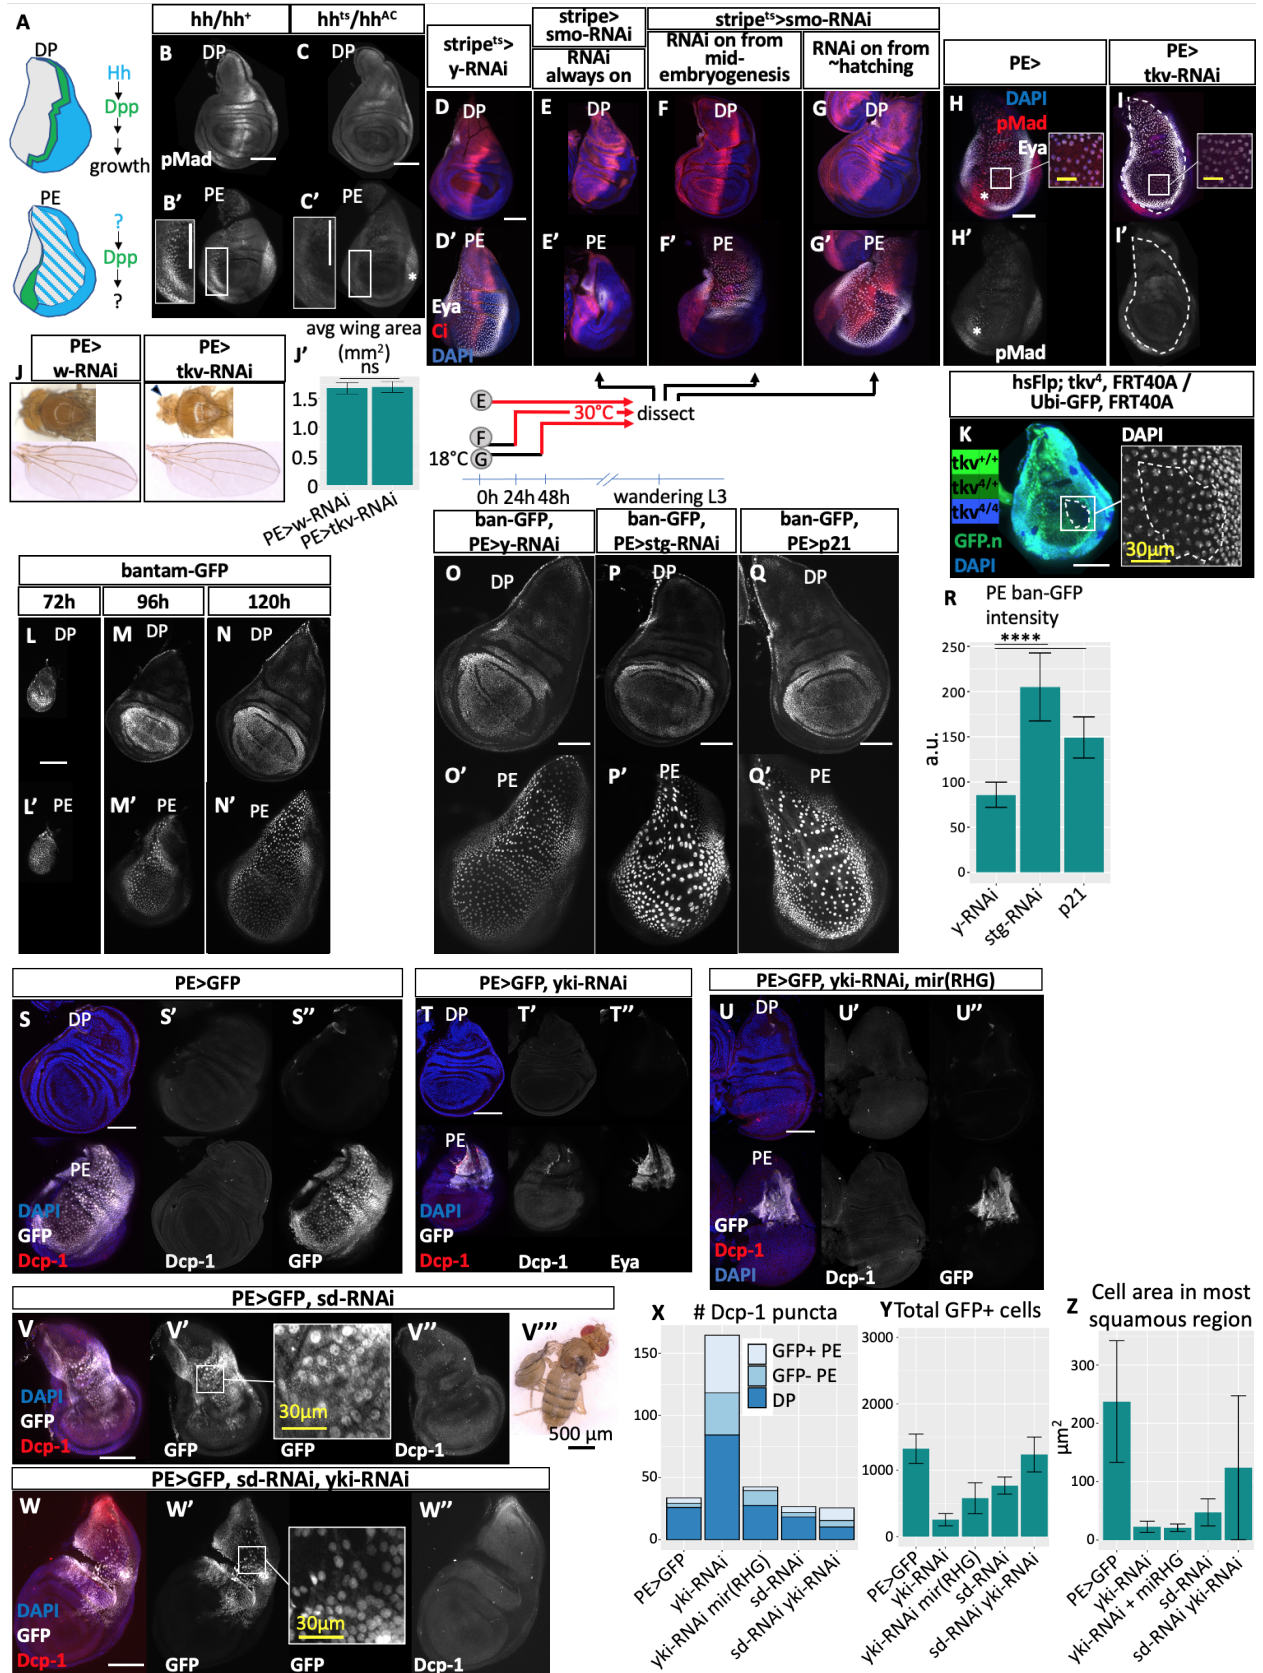 A
DP
Hh
Dpp
growth
PE
?
Dpp
?
hh/hh⁺
hhᵗˢ/hhᴬᶜ
B
DP
C
DP
pMad
B’
PE
C’
PE
*
stripeᵗˢ>
y-RNAi
stripe>
smo-RNAi
RNAi
always on
stripeᵗˢ>smo-RNAi
RNAi on from
mid-
embryogenesis
RNAi on from
~hatching
D
DP
E
DP
F
DP
G
DP
D’
PE
E’
PE
F’
PE
G’
PE
Eya
Ci
DAPI
PE>
PE>
tkv-RNAi
H
DAPI
pMad
Eya
*
I
H’
*
pMad
I’
J
PE>
w-RNAi
PE>
tkv-RNAi
J’
avg wing area
(mm²)
ns
1.5
1.0
0.5
0
PE>w-RNAi
PE>tkv-RNAi
E
F
G
18°C
30°C
dissect
0h 24h 48h
wandering L3
hsFlp; tkv⁴, FRT40A /
Ubi-GFP, FRT40A
K
DAPI
tkv⁺/⁺
tkv⁴/⁺
tkv⁴/⁴
GFP.n
DAPI
30µm
bantam-GFP
72h
96h
120h
L
DP
M
DP
N
DP
L’
PE
M’
PE
N’
PE
ban-GFP,
PE>y-RNAi
ban-GFP,
PE>stg-RNAi
ban-GFP,
PE>p21
O
DP
P
DP
Q
DP
O’
PE
P’
PE
Q’
PE
R
PE ban-GFP
intensity
****
250
200
150
100
50
0
a.u.
y-RNAi
stg-RNAi
p21
PE>GFP
S
DP
S’
S’’
PE
DAPI
GFP
Dcp-1
Dcp-1
GFP
PE>GFP, yki-RNAi
T
DP
T’
T’’
PE
DAPI
GFP
Dcp-1
Dcp-1
Eya
PE>GFP, yki-RNAi, mir(RHG)
U
DP
U’
U’’
PE
GFP
Dcp-1
DAPI
Dcp-1
GFP
PE>GFP, sd-RNAi
V
V’
V’’
V’’’
DAPI
GFP
Dcp-1
GFP
30µm
GFP
Dcp-1
500 µm
PE>GFP, sd-RNAi, yki-RNAi
W
W’
W’’
DAPI
GFP
Dcp-1
GFP
30µm
GFP
Dcp-1
X
# Dcp-1 puncta
150
100
50
0
GFP+ PE
GFP- PE
DP
PE>GFP
yki-RNAi
yki-RNAi mir(RHG)
sd-RNAi
sd-RNAi yki-RNAi
Y
Total GFP+ cells
3000
2000
1000
0
PE>GFP
yki-RNAi
yki-RNAi mir(RHG)
sd-RNAi
sd-RNAi yki-RNAi
Z
Cell area in most
squamous region
300
200
100
0
µm²
PE>GFP
yki-RNAi
yki-RNAi + miRHG
sd-RNAi
sd-RNAi yki-RNAi